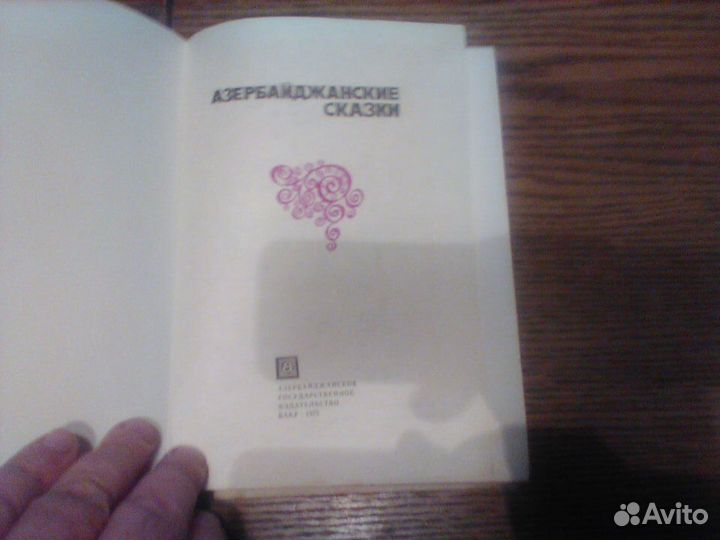 АЗЕРБАЙДЖАНСКИЕ
СКАЗКИ
АЗЕРБАЙДЖАНСКОЕ
ГОСУДАРСТВЕННОЕ
ИЗДАТЕЛЬСТВО
БАКУ
Avito